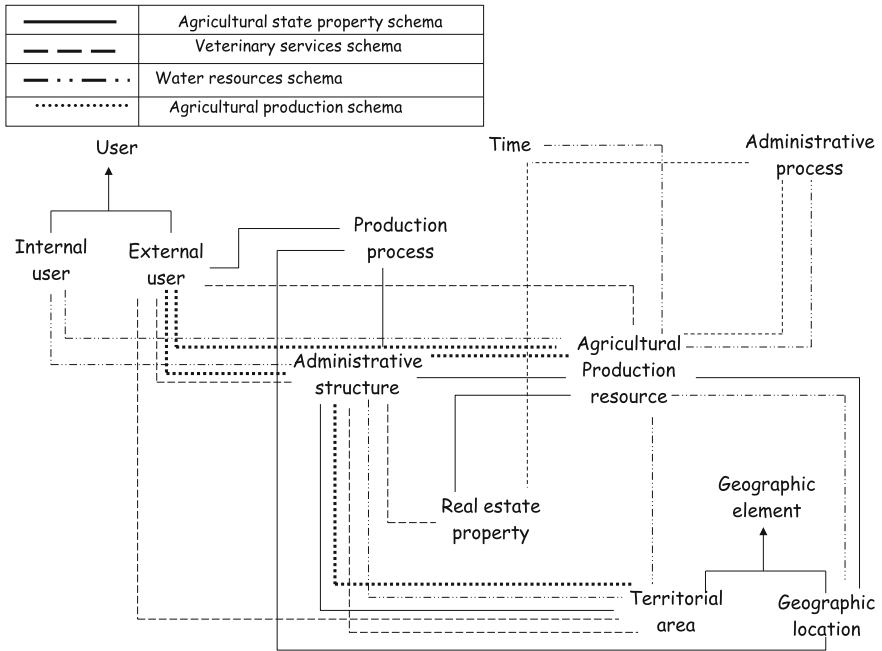 Agricultural state property schema
Veterinary services schema
Water resources schema
Agricultural production schema
User
Time
Administrative
process
Internal
user
External
user
Production
process
Administrative
structure
Agricultural
Production
resource
Real estate
property
Geographic
element
Territorial
area
Geographic
location